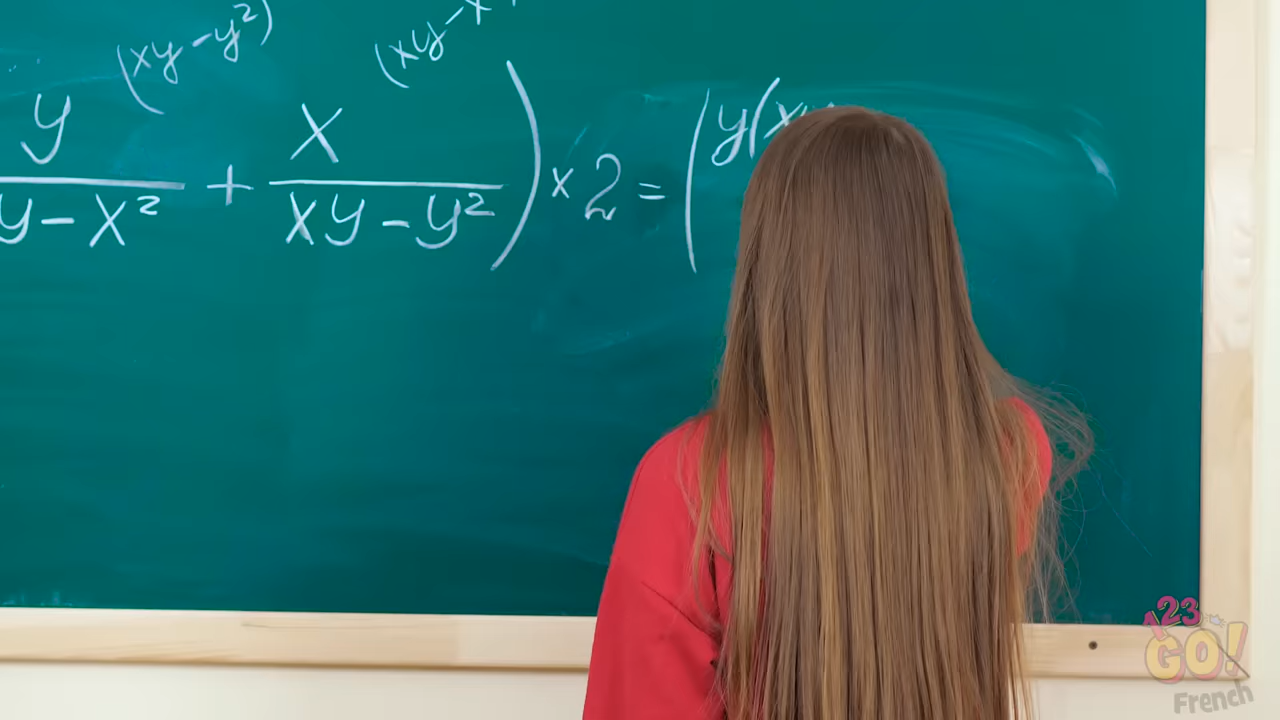 (xy-y²) (xy-x
y x ) × 2 = ( y(x
y-x² + xy-y²
123 GO!
French